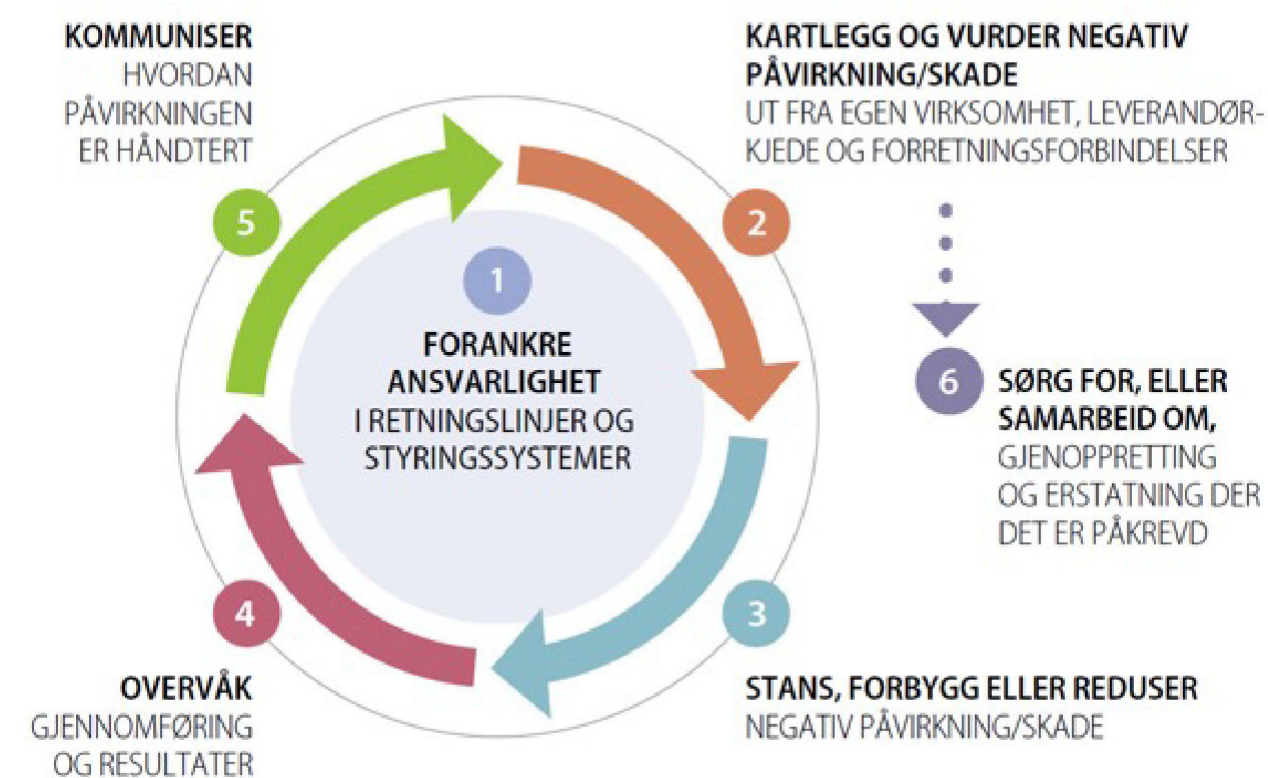 KOMMUNISER
HVORDAN
PÅVIRKNINGEN
ER HÅNDTERT
5
KARTLEGG OG VURDER NEGATIV
PÅVIRKNING/SKADE
UT FRA EGEN VIRKSOMHET, LEVERANDØR-
KJEDE OG FORRETNINGSFORBINDELSER
2
1
FORANKRE
ANSVARLIGHET
I RETNINGSLINJER OG
STYRINGSSYSTEMER
6
SØRG FOR, ELLER
SAMARBEID OM,
GJENOPPRETTING
OG ERSTATNING DER
DET ER PÅKREVD
4
OVERVÅK
GJENNOMFØRING
OG RESULTATER
3
STANS, FORBYGG ELLER REDUSER
NEGATIV PÅVIRKNING/SKADE